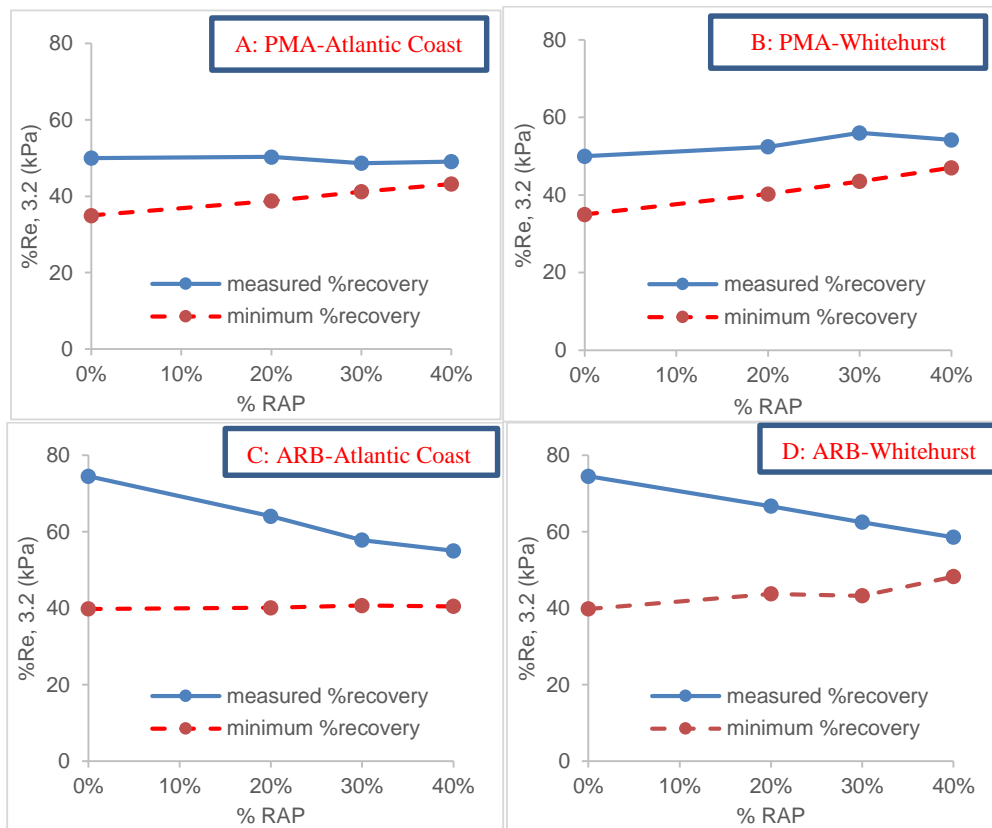 A: PMA-Atlantic Coast
80
60
40
20
0
%Re, 3.2 (kPa)
measured %recovery
minimum %recovery
0% 10% 20% 30% 40%
% RAP
B: PMA-Whitehurst
80
60
40
20
0
%Re, 3.2 (kPa)
measured %recovery
minimum %recovery
0% 10% 20% 30% 40%
% RAP
C: ARB-Atlantic Coast
80
60
40
20
0
%Re, 3.2 (kPa)
measured %recovery
minimum %recovery
0% 10% 20% 30% 40%
% RAP
D: ARB-Whitehurst
80
60
40
20
0
%Re, 3.2 (kPa)
measured %recovery
minimum %recovery
0% 10% 20% 30% 40%
% RAP